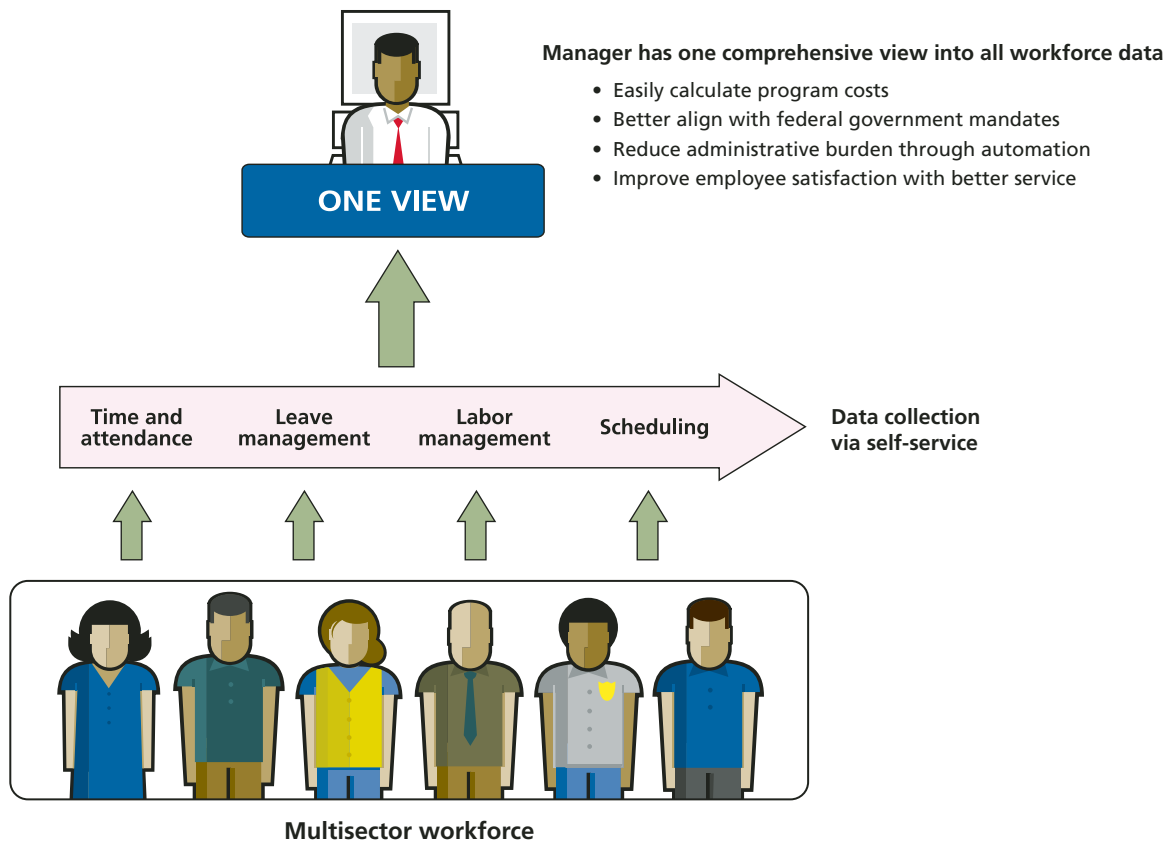 Manager has one comprehensive view into all workforce data
• Easily calculate program costs
• Better align with federal government mandates
• Reduce administrative burden through automation
• Improve employee satisfaction with better service
ONE VIEW
Time and
attendance
Leave
management
Labor
management
Scheduling
Data collection
via self-service
Multisector workforce